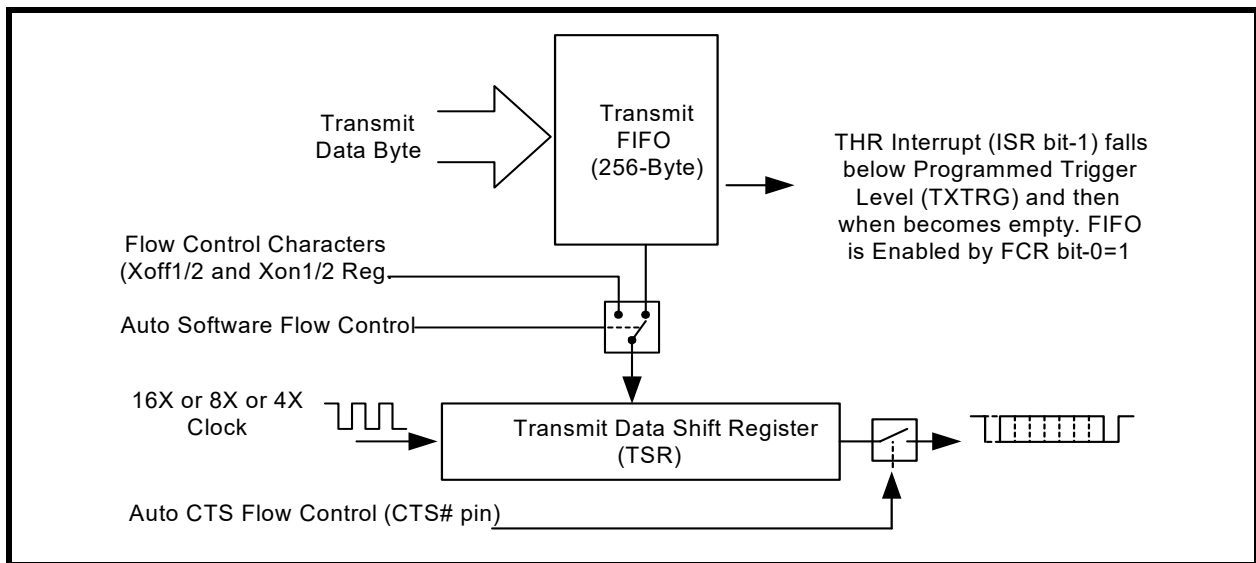 Transmit
Data Byte
Transmit
FIFO
(256-Byte)
THR Interrupt (ISR bit-1) falls
below Programmed Trigger
Level (TXTRG) and then
when becomes empty. FIFO
is Enabled by FCR bit-0=1
Flow Control Characters
(Xoff1/2 and Xon1/2 Reg.
Auto Software Flow Control
16X or 8X or 4X
Clock
Transmit Data Shift Register
(TSR)
Auto CTS Flow Control (CTS# pin)